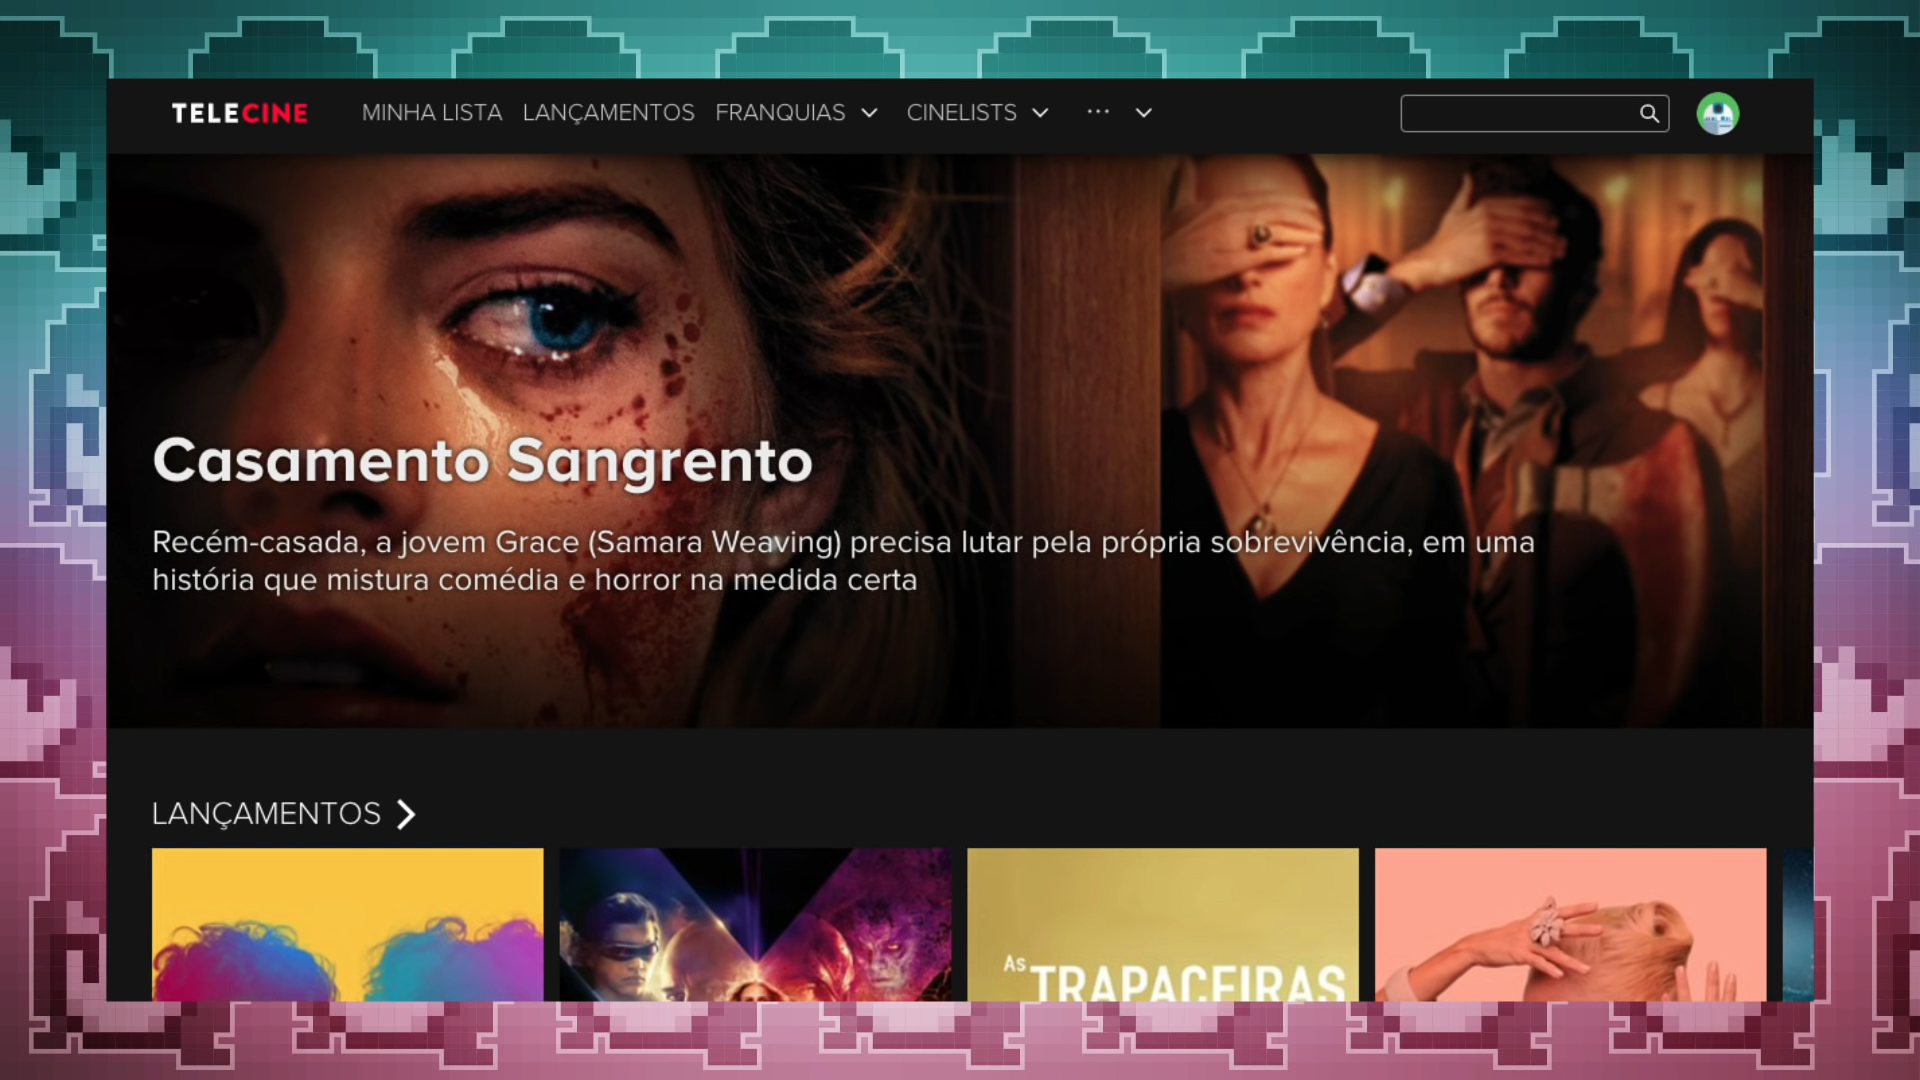 TELECINE MINHA LISTA LANÇAMENTOS FRANQUIAS CINELISTS ...
Casamento Sangrento
Recém-casada, a jovem Grace (Samara Weaving) precisa lutar pela própria sobrevivência, em uma
história que mistura comédia e horror na medida certa
LANÇAMENTOS
As
TRAPACEIRAS